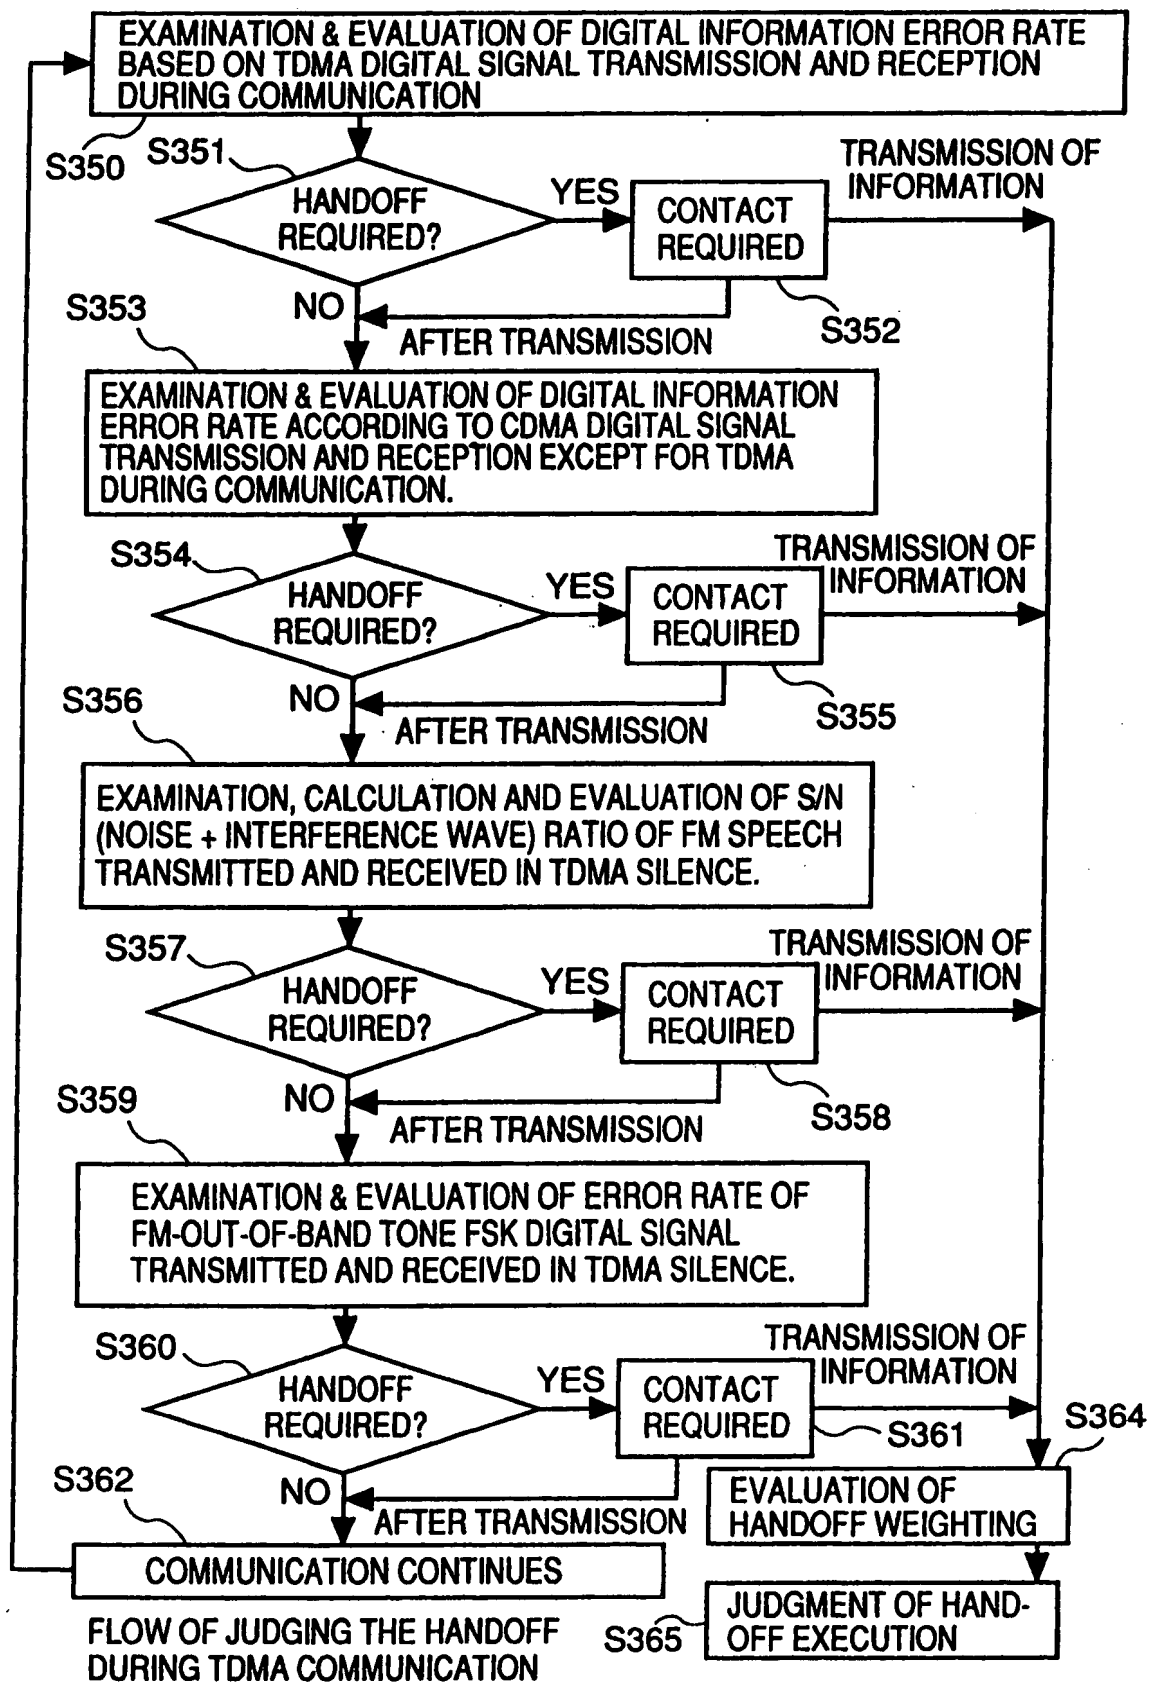 EXAMINATION & EVALUATION OF DIGITAL INFORMATION ERROR RATE
BASED ON TDMA DIGITAL SIGNAL TRANSMISSION AND RECEPTION
DURING COMMUNICATION
S350
S351
HANDOFF
REQUIRED?
YES
CONTACT
REQUIRED
TRANSMISSION OF
INFORMATION
S352
NO
AFTER TRANSMISSION
S353
EXAMINATION & EVALUATION OF DIGITAL INFORMATION
ERROR RATE ACCORDING TO CDMA DIGITAL SIGNAL
TRANSMISSION AND RECEPTION EXCEPT FOR TDMA
DURING COMMUNICATION.
S354
HANDOFF
REQUIRED?
YES
CONTACT
REQUIRED
TRANSMISSION OF
INFORMATION
S355
NO
AFTER TRANSMISSION
S356
EXAMINATION, CALCULATION AND EVALUATION OF S/N
(NOISE + INTERFERENCE WAVE) RATIO OF FM SPEECH
TRANSMITTED AND RECEIVED IN TDMA SILENCE.
S357
HANDOFF
REQUIRED?
YES
CONTACT
REQUIRED
TRANSMISSION OF
INFORMATION
S358
NO
AFTER TRANSMISSION
S359
EXAMINATION & EVALUATION OF ERROR RATE OF
FM-OUT-OF-BAND TONE FSK DIGITAL SIGNAL
TRANSMITTED AND RECEIVED IN TDMA SILENCE.
S360
HANDOFF
REQUIRED?
YES
CONTACT
REQUIRED
TRANSMISSION OF
INFORMATION
S361
NO
AFTER TRANSMISSION
S362
COMMUNICATION CONTINUES
S364
EVALUATION OF
HANDOFF WEIGHTING
S365
JUDGMENT OF HAND-
OFF EXECUTION
FLOW OF JUDGING THE HANDOFF
DURING TDMA COMMUNICATION